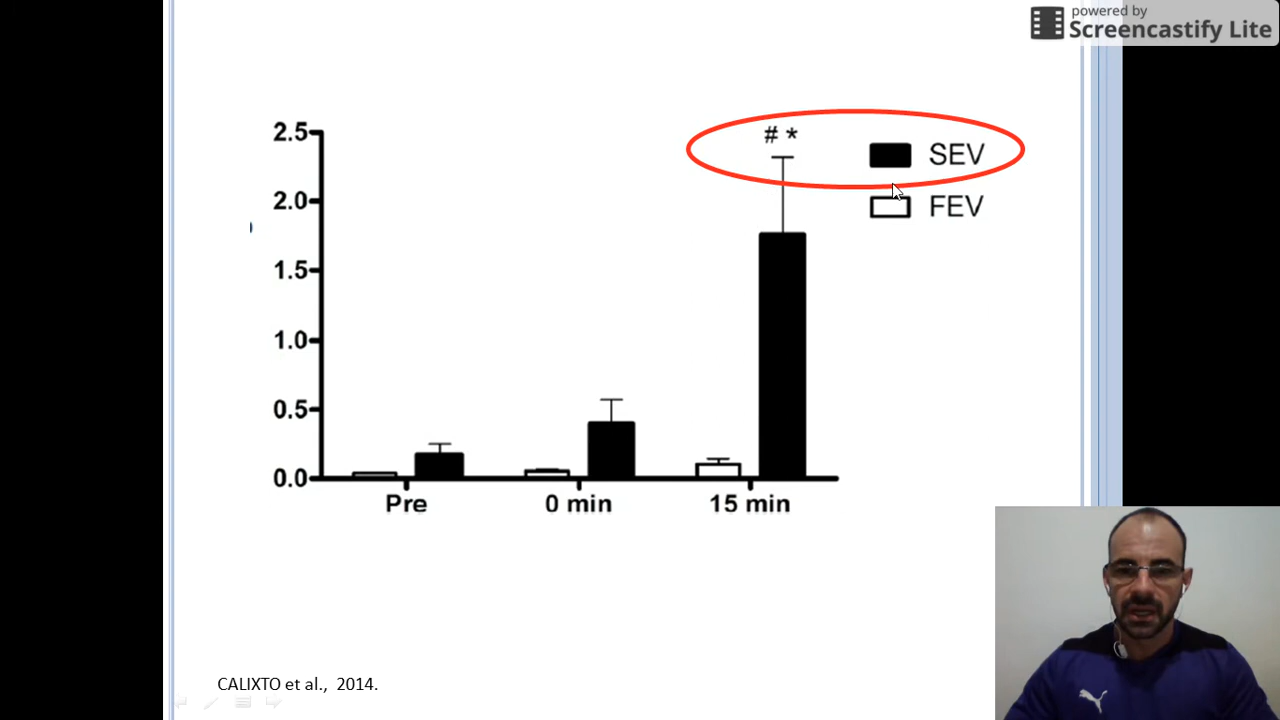 powered by
Screencastify Lite
2.5
# *
SEV
2.0
FEV
1.5
1.0
0.5
0.0
Pre
0 min
15 min
CALIXTO et al., 2014.